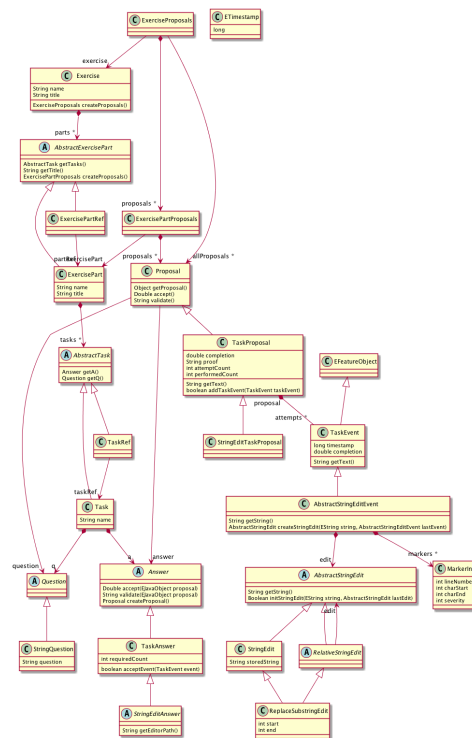 C ExerciseProposals
C ETimestamp
long
exercise
C Exercise
String name
String title
ExerciseProposals createProposals()
parts *
A AbstractExercisePart
AbstractTask getTasks()
String getTitle()
ExercisePartProposals createProposals()
C ExercisePartRef
C ExercisePartProposals
proposals *
exercisePart
proposals *
allProposals *
C ExercisePart
String name
String title
C Proposal
Object getProposal()
Double accept()
String validate()
tasks *
A AbstractTask
Answer getA()
Question getQ()
C TaskProposal
double completion
String proof
int attemptCount
int performedCount
String getText()
boolean addTaskEvent(TaskEvent taskEvent)
C EFeatureObject
proposal
attempts *
C TaskRef
C StringEditTaskProposal
C TaskEvent
long timestamp
double completion
String getText()
taskRef
C Task
String name
C AbstractStringEditEvent
String getString()
AbstractStringEdit createStringEdit(EString string, AbstractStringEditEvent lastEvent)
question
q
a
answer
edit
markers *
A Question
A Answer
Double accept(EJavaObject proposal)
String validate(EJavaObject proposal)
Proposal createProposal()
A AbstractStringEdit
String getString()
Boolean initStringEdit(EString string, AbstractStringEdit lastEdit)
C MarkerIn
int lineNumber
int charStart
int charEnd
int severity
edit
C StringQuestion
String question
C TaskAnswer
int requiredCount
boolean acceptEvent(TaskEvent event)
C StringEdit
String storedString
A RelativeStringEdit
A StringEditAnswer
String getEditorPath()
C ReplaceSubstringEdit
int start
int end